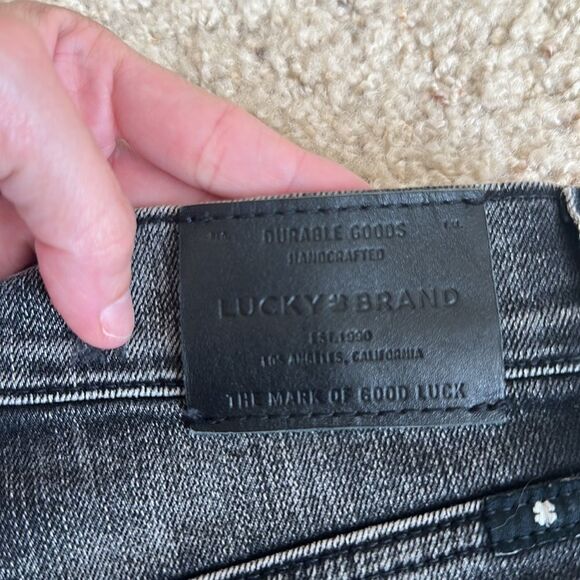 DURABLE GOODS
HANDCRAFTED
LUCKY BRAND
EST.1990
LOS ANGELES, CALIFORNIA
THE MARK OF GOOD LUCK